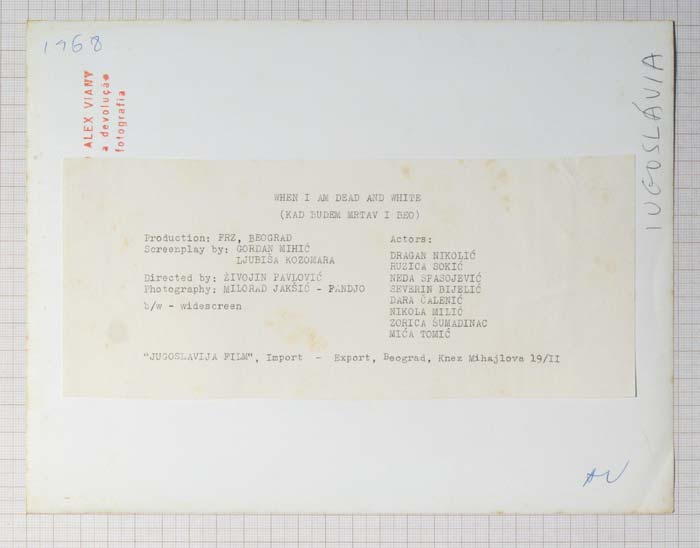 1968
ALEX VIANY
a devolução
fotografia
IUGOSLÁVIA
WHEN I AM DEAD AND WHITE
(KAD BUDEM MRTAV I BEO)
Production: FRZ, BEOGRAD
Screenplay by: GORDAN MIHIĆ
LJUBIŠA KOZOMARA
Directed by: ŽIVOJIN PAVLOVIĆ
Photography: MILORAD JAKŠIĆ - PANDJO
b/w - widescreen
Actors:
DRAGAN NIKOLIĆ
RUZICA SOKIĆ
NEDA SPASOJEVIĆ
SEVERIN BIJELIĆ
DARA ČALENIĆ
NIKOLA MILIĆ
ZORICA ŠUMADINAC
MIĆA TOMIĆ
"JUGOSLAVIJA FILM", Import - Export, Beograd, Knez Mihajlova 19/II
AV